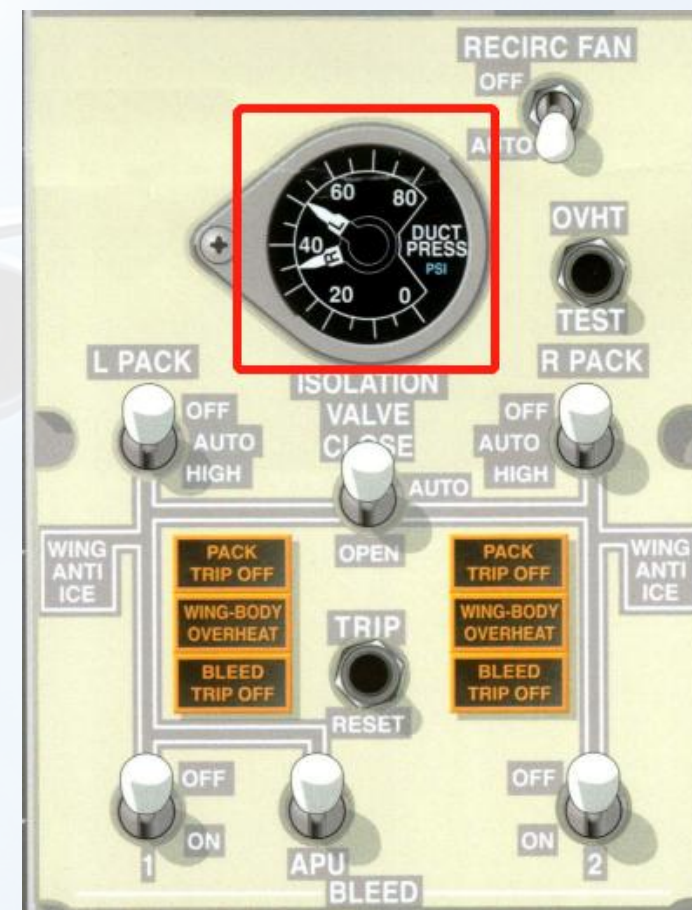 RECIRC FAN
OFF
AUTO
60 80
L
40
R
DUCT
PRESS
PSI
20 0
OVHT
TEST
L PACK
R PACK
ISOLATION
VALVE
CLOSE
OFF
AUTO
HIGH
AUTO
OPEN
OFF
AUTO
HIGH
WING
ANTI
ICE
PACK
TRIP OFF
WING-BODY
OVERHEAT
BLEED
TRIP OFF
TRIP
RESET
PACK
TRIP OFF
WING-BODY
OVERHEAT
BLEED
TRIP OFF
WING
ANTI
ICE
OFF
ON
1
APU
OFF
ON
2
BLEED